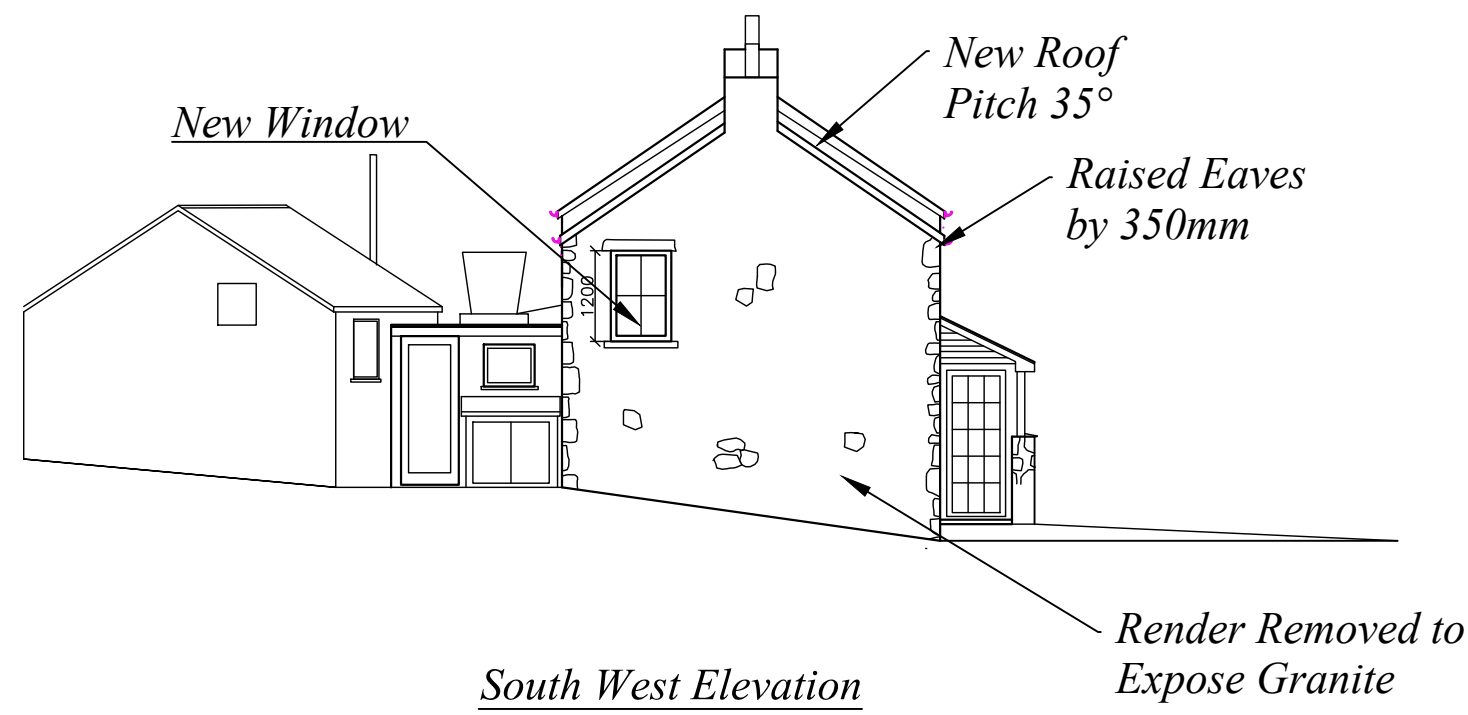 New Roof
Pitch 35°
New Window
Raised Eaves
by 350mm
1200
Render Removed to
Expose Granite
South West Elevation